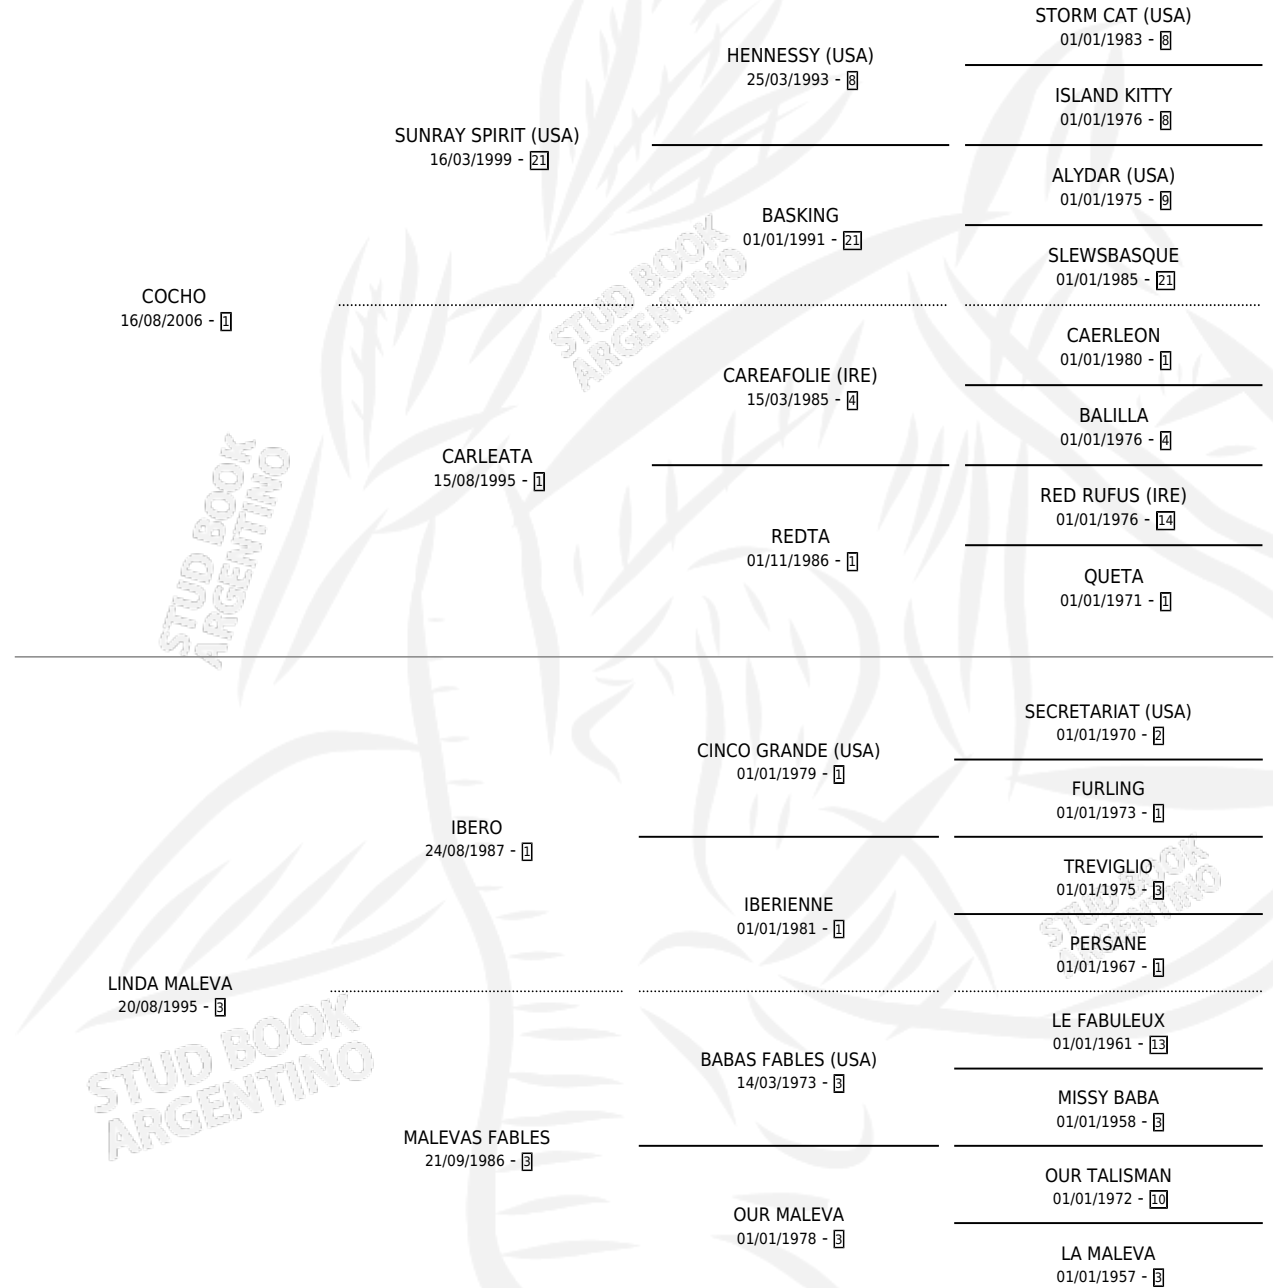 STORM CAT (USA)
01/01/1983 - 8
HENNESSY (USA)
25/03/1993 - 8
ISLAND KITTY
01/01/1976 - 8
SUNRAY SPIRIT (USA)
16/03/1999 - 21
ALYDAR (USA)
01/01/1975 - 9
BASKING
01/01/1991 - 21
SLEWSBASQUE
01/01/1985 - 21
COCHO
16/08/2006 - 1
CAERLEON
01/01/1980 - 1
CAREAFOLIE (IRE)
15/03/1985 - 4
BALILLA
01/01/1976 - 4
CARLEATA
15/08/1995 - 1
RED RUFUS (IRE)
01/01/1976 - 14
REDTA
01/11/1986 - 1
QUETA
01/01/1971 - 1
STUD BOOK
ARGENTINO
STUD BOOK
ARGENTINO
SECRETARIAT (USA)
01/01/1970 - 2
CINCO GRANDE (USA)
01/01/1979 - 1
FURLING
01/01/1973 - 1
IBERO
24/08/1987 - 1
TREVIGLIO
01/01/1975 - 3
IBERIENNE
01/01/1981 - 1
PERSANE
01/01/1967 - 1
STUD BOOK
ARGENTINO
LINDA MALEVA
20/08/1995 - 3
LE FABULEUX
01/01/1961 - 13
BABAS FABLES (USA)
14/03/1973 - 3
MISSY BABA
01/01/1958 - 3
MALEVAS FABLES
21/09/1986 - 3
OUR TALISMAN
01/01/1972 - 10
OUR MALEVA
01/01/1978 - 3
LA MALEVA
01/01/1957 - 3
STUD BOOK
ARGENTINO